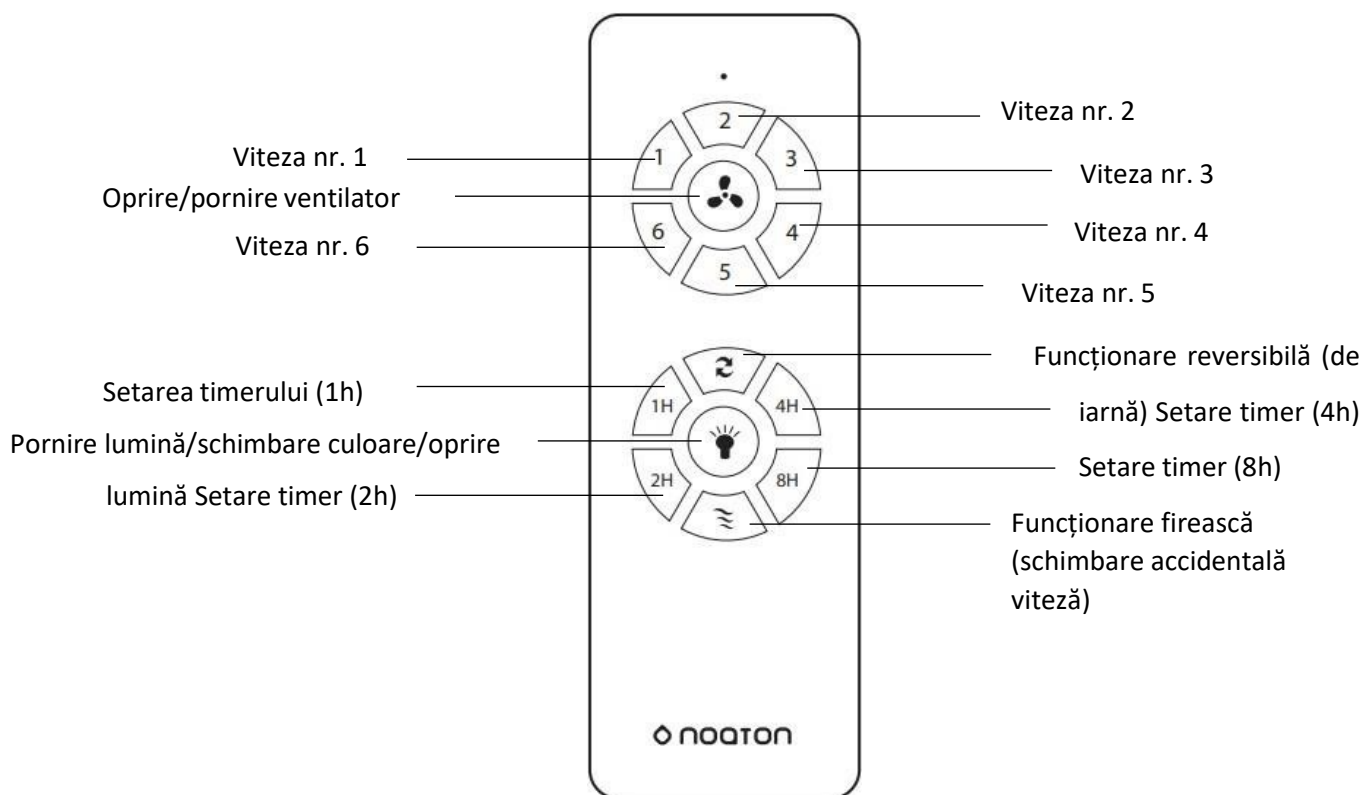 Viteza nr. 2
2
1
3
Viteza nr. 1
Viteza nr. 3
Oprire/pornire ventilator
6
4
Viteza nr. 6
Viteza nr. 4
5
Viteza nr. 5
Funcționare reversibilă (de
Setarea timerului (1h)
1H
4H
iarnă) Setare timer (4h)
Pornire lumină/schimbare culoare/oprire
Setare timer (8h)
lumină Setare timer (2h)
2H
8H
Funcționare firească
(schimbare accidentală
viteză)
noaton